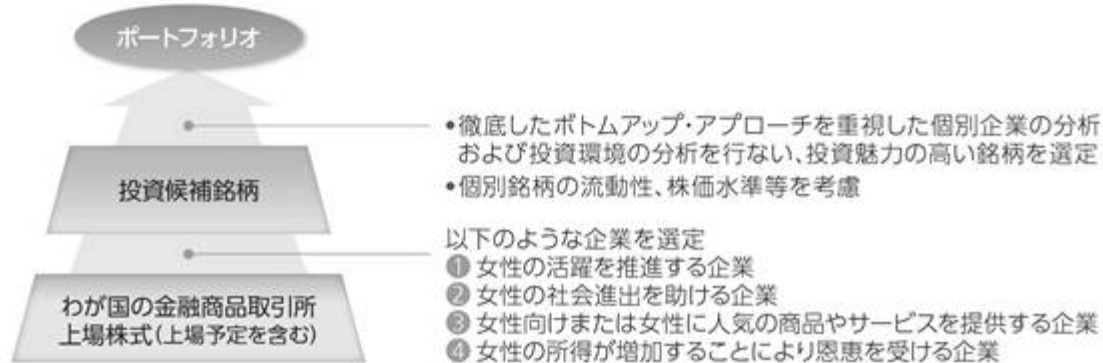 ポートフォリオ
•徹底したボトムアップ・アプローチを重視した個別企業の分析
および投資環境の分析を行ない、投資魅力の高い銘柄を選定
投資候補銘柄
•個別銘柄の流動性、株価水準等を考慮
以下のような企業を選定
❶ 女性の活躍を推進する企業
❷ 女性の社会進出を助ける企業
❸ 女性向けまたは女性に人気の商品やサービスを提供する企業
❹ 女性の所得が増加することにより恩恵を受ける企業
わが国の金融商品取引所
上場株式(上場予定を含む)